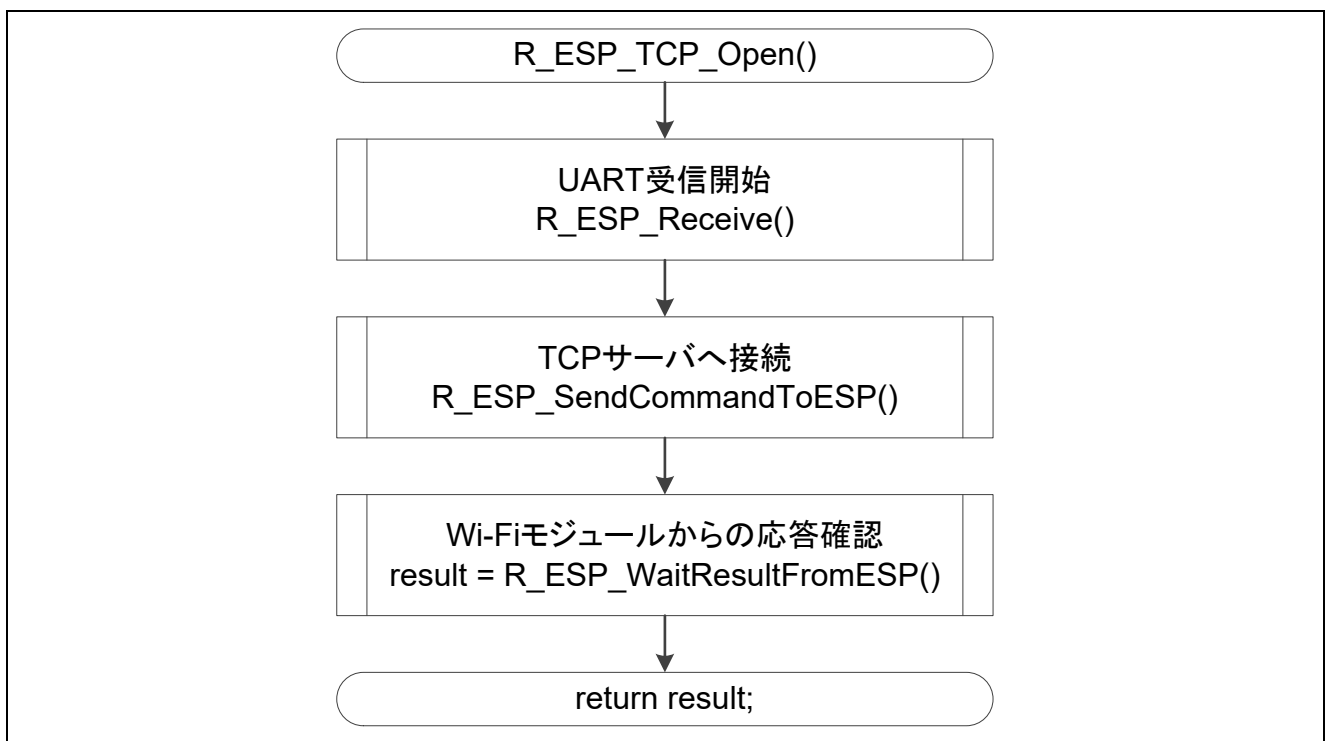 R_ESP_TCP_Open()
UART受信開始
R_ESP_Receive()
TCPサーバへ接続
R_ESP_SendCommandToESP()
Wi-Fiモジュールからの応答確認
result = R_ESP_WaitResultFromESP()
return result;